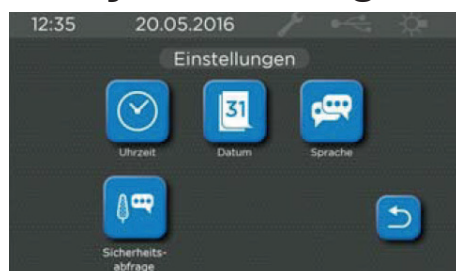 12:35 20.05.2016
Einstellungen
31
Uhrzeit Datum Sprache
Sicherheits-
abfrage